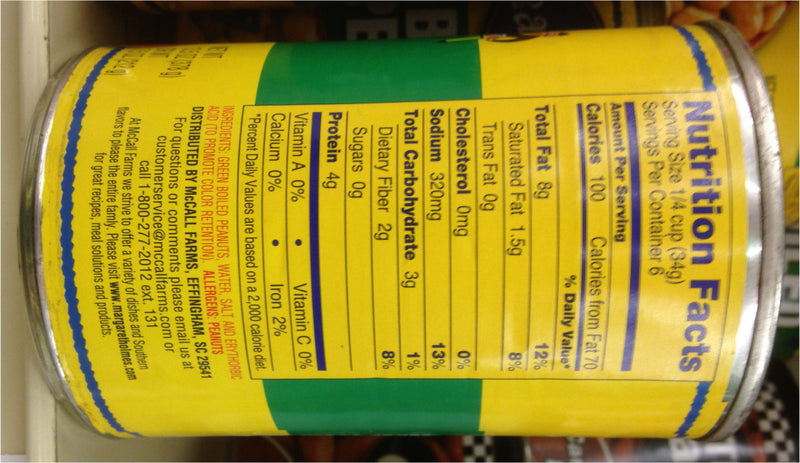 Nutrition Facts
Serving Size 1/4 cup (34g)
Servings Per Container 6
Amount Per Serving
Calories 100 Calories from Fat 70
% Daily Value*
Total Fat 8g 12%
Saturated Fat 1.5g 8%
Trans Fat 0g
Cholesterol 0mg 0%
Sodium 320mg 13%
Total Carbohydrate 3g 1%
Dietary Fiber 2g 8%
Sugars 0g
Protein 4g
Vitamin A 0% • Vitamin C 0%
Calcium 0% • Iron 2%
*Percent Daily Values are based on a 2,000 calorie diet.
INGREDIENTS: GREEN BOILED PEANUTS, WATER, SALT AND ERYTHORBIC
ACID (TO PROMOTE COLOR RETENTION). ALLERGENS: PEANUTS
DISTRIBUTED BY McCALL FARMS, EFFINGHAM, SC 29541
For questions or comments please email us at
customerservice@mccallfarms.com or
call 1-800-277-2012 ext. 131
At McCall Farms we strive to offer a variety of dishes and Southern
flavors to please the entire family. Please visit www.margaretholmes.com
for great recipes, meal solutions and products.
NET WT
(378 g)